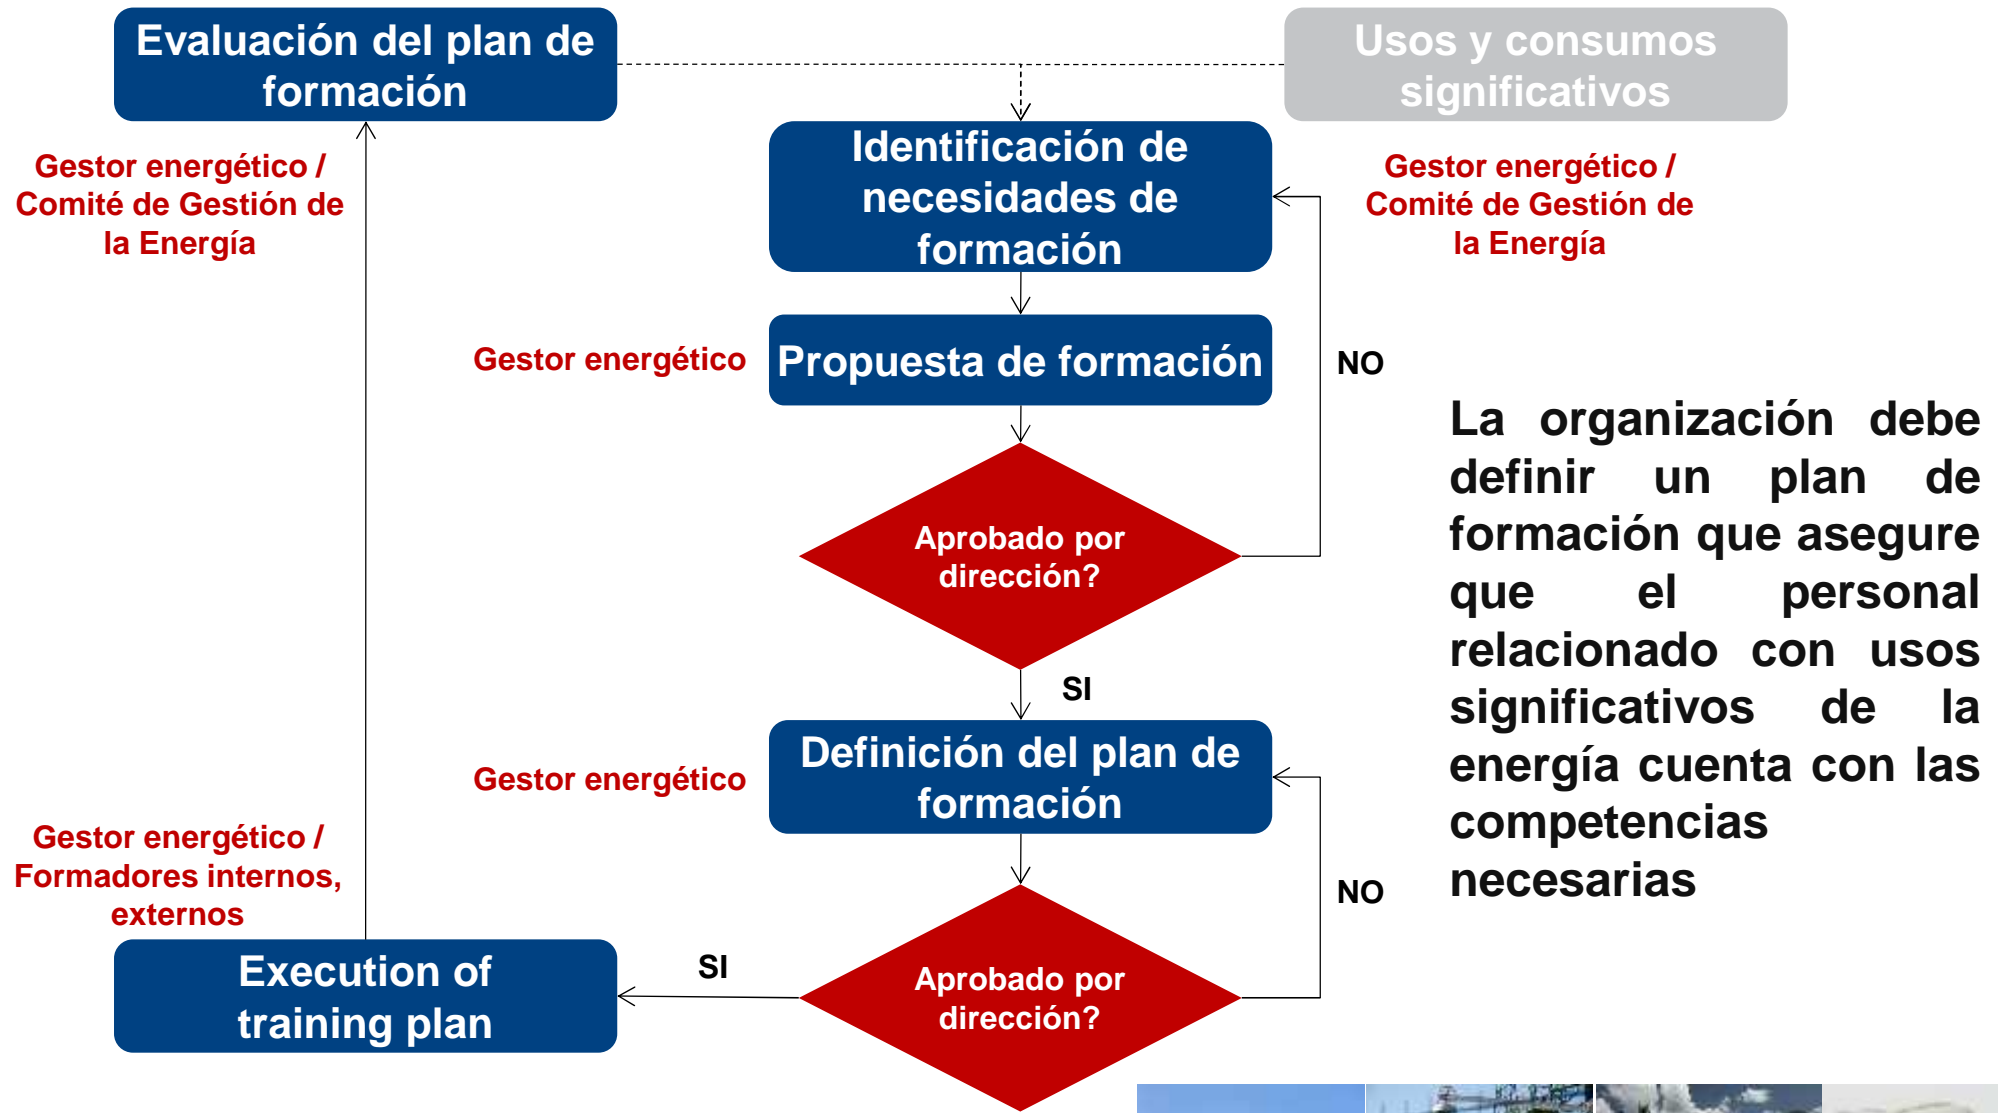 Evaluación del plan de
formación
Usos y consumos
significativos
Gestor energético /
Comité de Gestión de
la Energía
Identificación de
necesidades de
formación
Gestor energético /
Comité de Gestión de
la Energía
Gestor energético
Propuesta de formación
NO
Aprobado por
dirección?
SI
La organización debe
definir un plan de
formación que asegure
que el personal
relacionado con usos
significativos de la
energía cuenta con las
competencias
necesarias
Gestor energético
Definición del plan de
formación
Gestor energético /
Formadores internos,
externos
NO
Execution of
training plan
SI
Aprobado por
dirección?